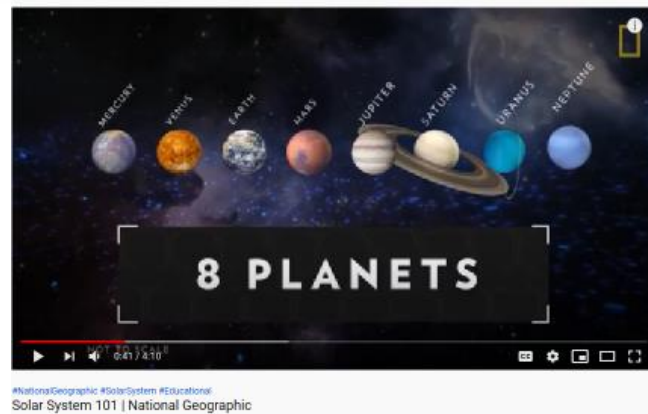 MERCURY
VENUS
EARTH
MARS
JUPITER
SATURN
URANUS
NEPTUNE
8 PLANETS
NOT TO SCALE
0:41 / 4:10
CC
#NationalGeographic #SolarSystem #Educational
Solar System 101 | National Geographic